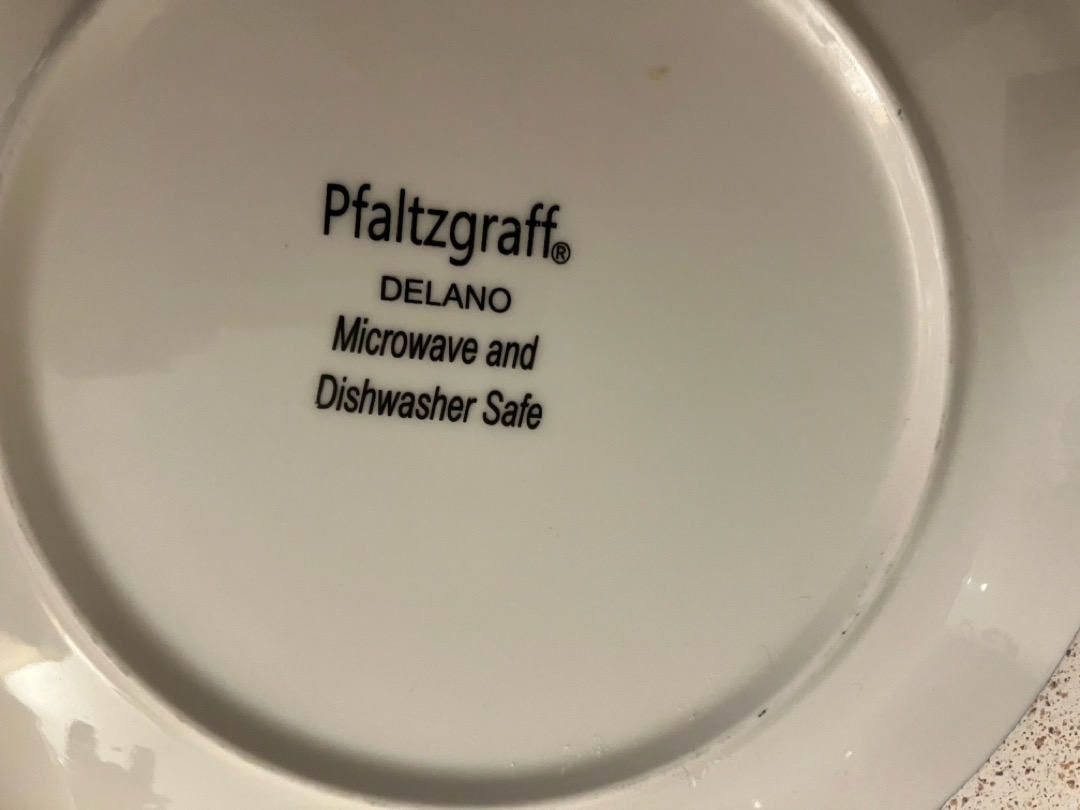 Pfaltzgraff®
DELANO
Microwave and
Dishwasher Safe